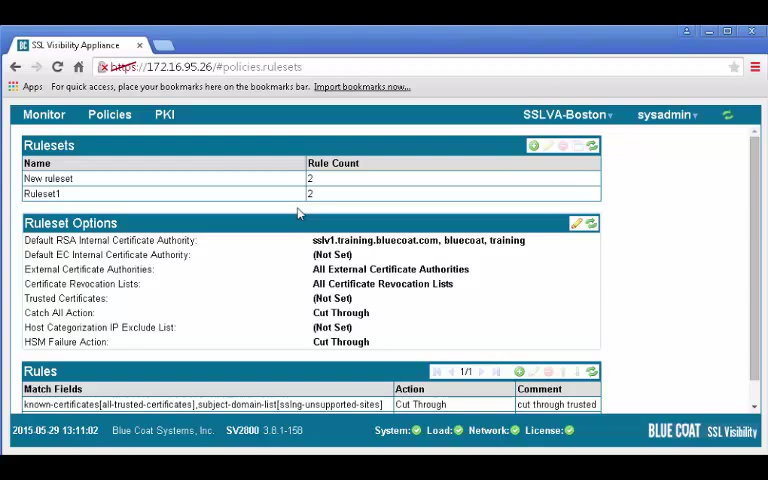 BC SSL Visibility Appliance
https://172.16.95.26/#policies.rulesets
Apps For quick access, place your bookmarks here on the bookmarks bar. Import bookmarks now...
Monitor Policies PKI SSLVA-Boston sysadmin
Rulesets
Name Rule Count
New ruleset 2
Ruleset1 2
Ruleset Options
Default RSA Internal Certificate Authority: sslv1.training.bluecoat.com, bluecoat, training
Default EC Internal Certificate Authority: (Not Set)
External Certificate Authorities: All External Certificate Authorities
Certificate Revocation Lists: All Certificate Revocation Lists
Trusted Certificates: (Not Set)
Catch All Action: Cut Through
Host Categorization IP Exclude List: (Not Set)
HSM Failure Action: Cut Through
Rules 1/1
Match Fields Action Comment
known-certificates[all-trusted-certificates],subject-domain-list[sslng-unsupported-sites] Cut Through cut through trusted
2015-05-29 13:11:02 Blue Coat Systems, Inc. SV2800 3.8.1-158 System: Load: Network: License: BLUE COAT SSL Visibility